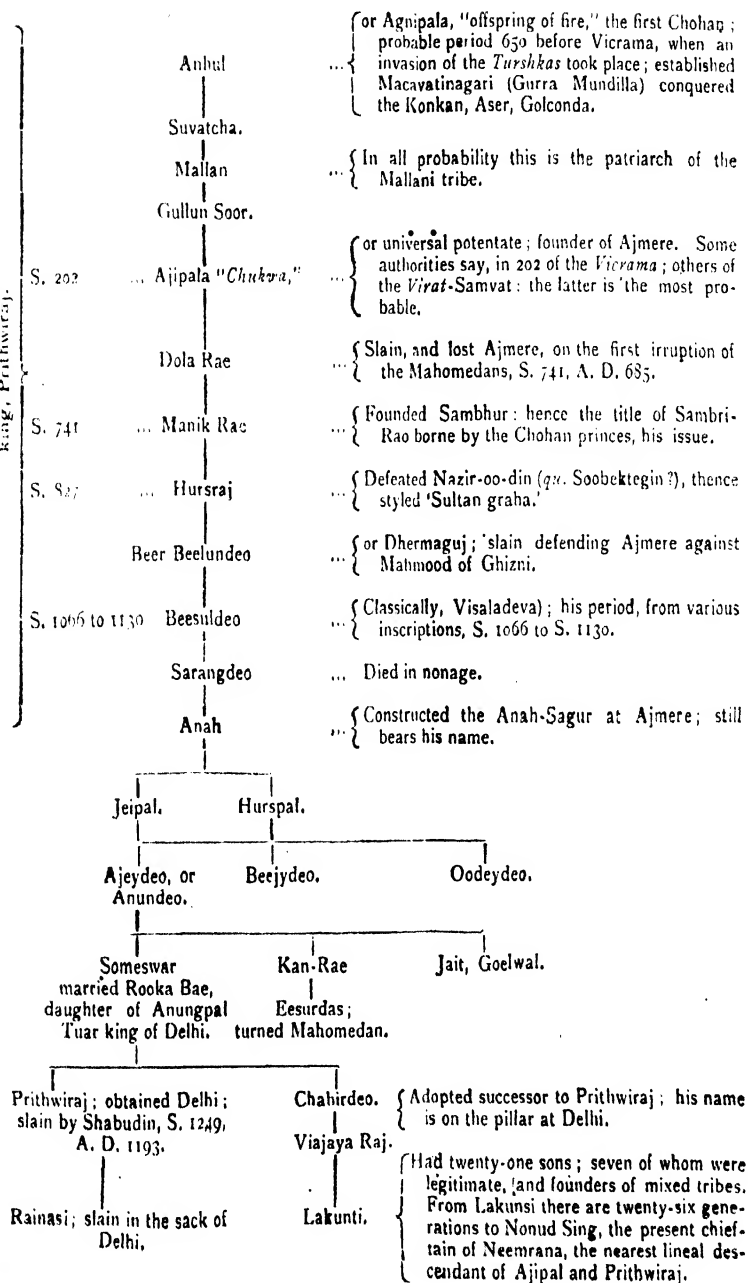 Anhul ... or Agnipala, "offspring of fire," the first Chohan ;
probable period 650 before Vicrama, when an
invasion of the Turshkas took place ; established
Macavatinagari (Gurra Mundilla) conquered
the Konkan, Aser, Golconda.
Suvatcha.
Mallan ... In all probability this is the patriarch of the
Mallani tribe.
Gullun Soor.
king, Prithwiraj.
S. 202 ... Ajipala "Chukwa," ... or universal potentate ; founder of Ajmere. Some
authorities say, in 202 of the Vicrama ; others of
the Virat-Samvat : the latter is the most pro-
bable.
Dola Rae ... Slain, and lost Ajmere, on the first irruption of
the Mahomedans, S. 741, A. D. 685.
S. 741 ... Manik Rae ... Founded Sambhur : hence the title of Sambri-
Rao borne by the Chohan princes, his issue.
S. 827 ... Hursraj ... Defeated Nazir-oo-din (qu. Soobektegin ?), thence
styled 'Sultan graha.'
Beer Beelundeo ... or Dhermaguj ; slain defending Ajmere against
Mahmood of Ghizni.
S. 1066 to 1130 Beesuldeo ... Classically, Visaladeva) ; his period, from various
inscriptions, S. 1066 to S. 1130.
Sarangdeo ... Died in nonage.
Anah ... Constructed the Anah-Sagur at Ajmere ; still
bears his name.
Jeipal. Hurspal.
Ajeydeo, or Beejydeo. Oodeydeo.
Anundeo.
Someswar Kan-Rae Jait, Goelwal.
married Rooka Bae,
daughter of Anungpal Eesurdas ;
Tuar king of Delhi. turned Mahomedan.
Prithwiraj ; obtained Delhi ; Chahirdeo. Adopted successor to Prithwiraj ; his name
slain by Shabudin, S. 1249, is on the pillar at Delhi.
A. D. 1193. Viajaya Raj.
Rainasi ; slain in the sack of Lakunti. Had twenty-one sons ; seven of whom were
Delhi. legitimate, and founders of mixed tribes.
From Lakunsi there are twenty-six gene-
rations to Nonud Sing, the present chief-
tain of Neemrana, the nearest lineal des-
cendant of Ajipal and Prithwiraj.